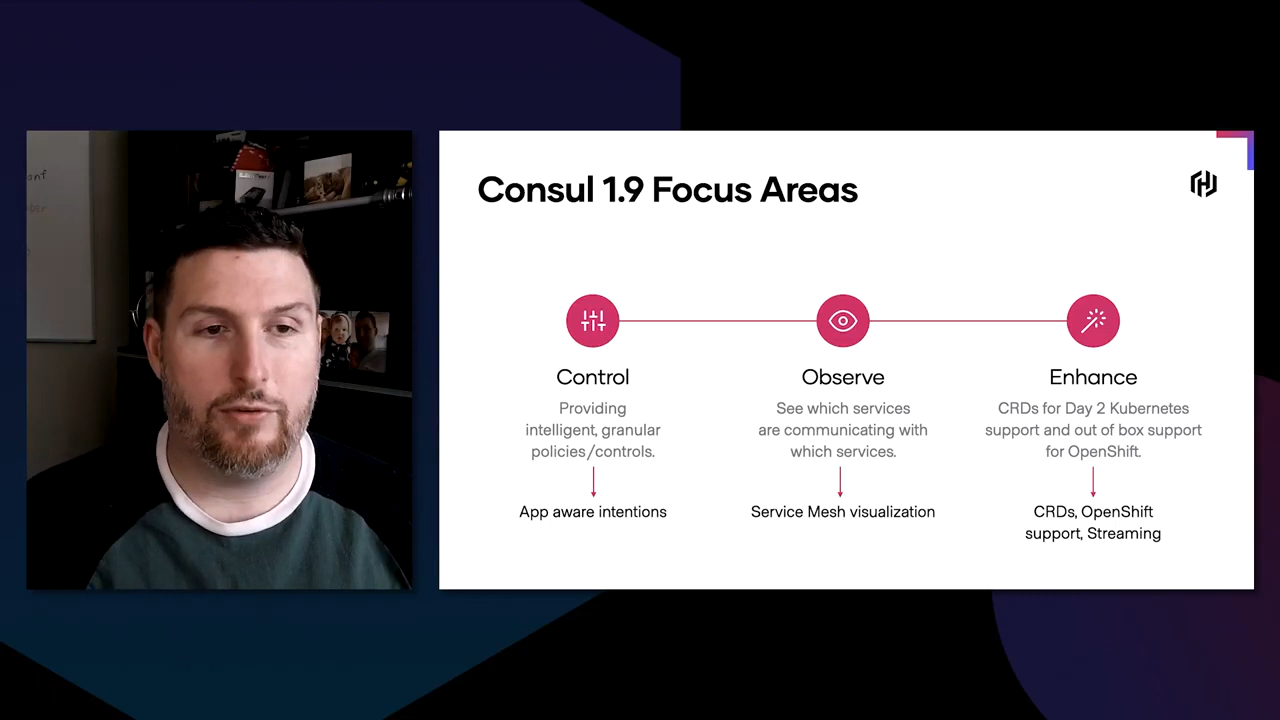 Consul 1.9 Focus Areas
Control
Providing
intelligent, granular
policies/controls.
App aware intentions
Observe
See which services
are communicating with
which services.
Service Mesh visualization
Enhance
CRDs for Day 2 Kubernetes
support and out of box support
for OpenShift.
CRDs, OpenShift
support, Streaming